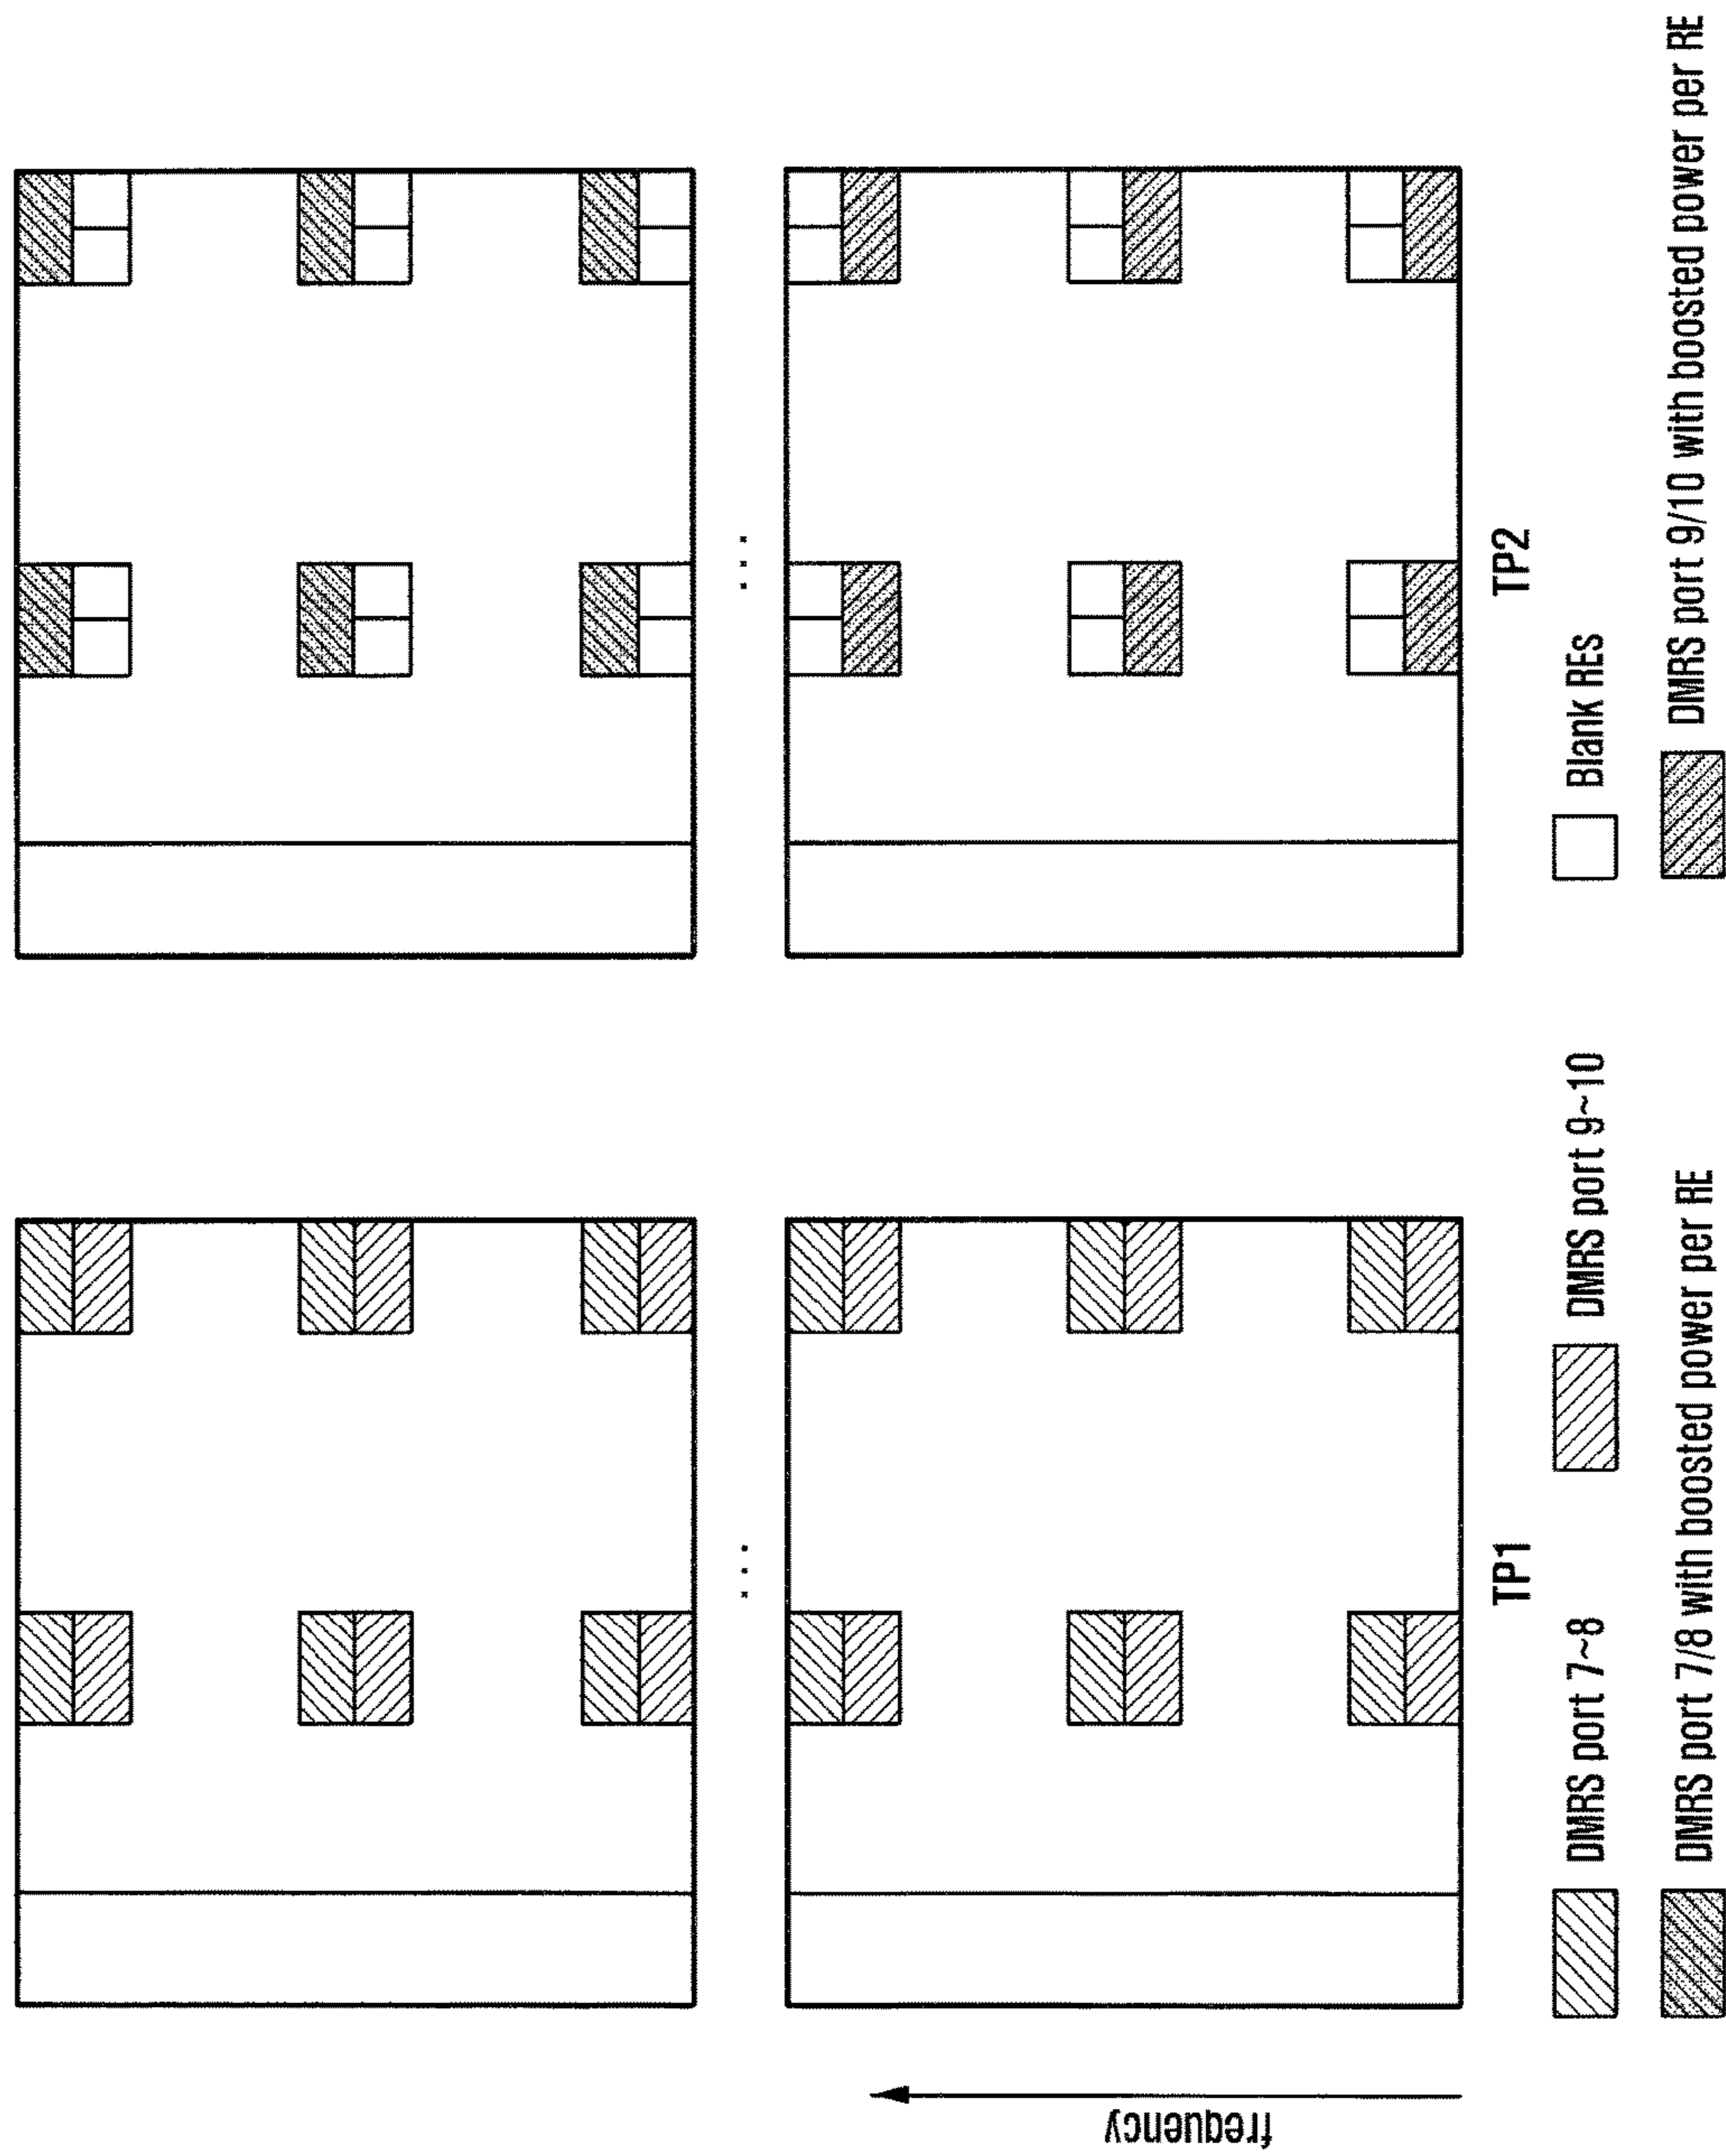 frequency
...
...
TP1
TP2
DMRS port 7~8
DMRS port 9~10
Blank RES
DMRS port 7/8 with boosted power per RE
DMRS port 9/10 with boosted power per RE